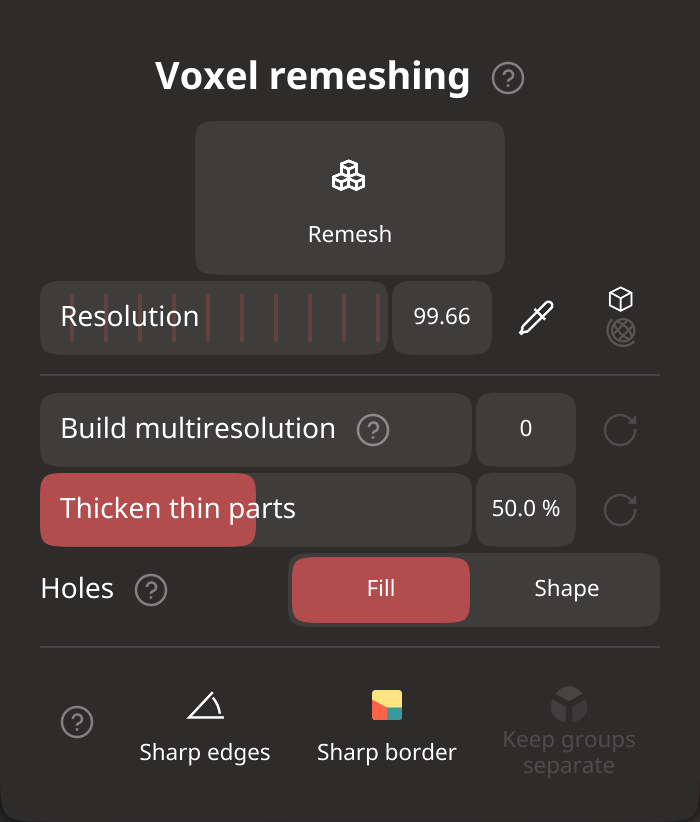 Voxel remeshing ?
Remesh
Resolution 99.66
Build multiresolution ? 0
Thicken thin parts 50.0 %
Holes ? Fill Shape
? Sharp edges Sharp border Keep groups
separate